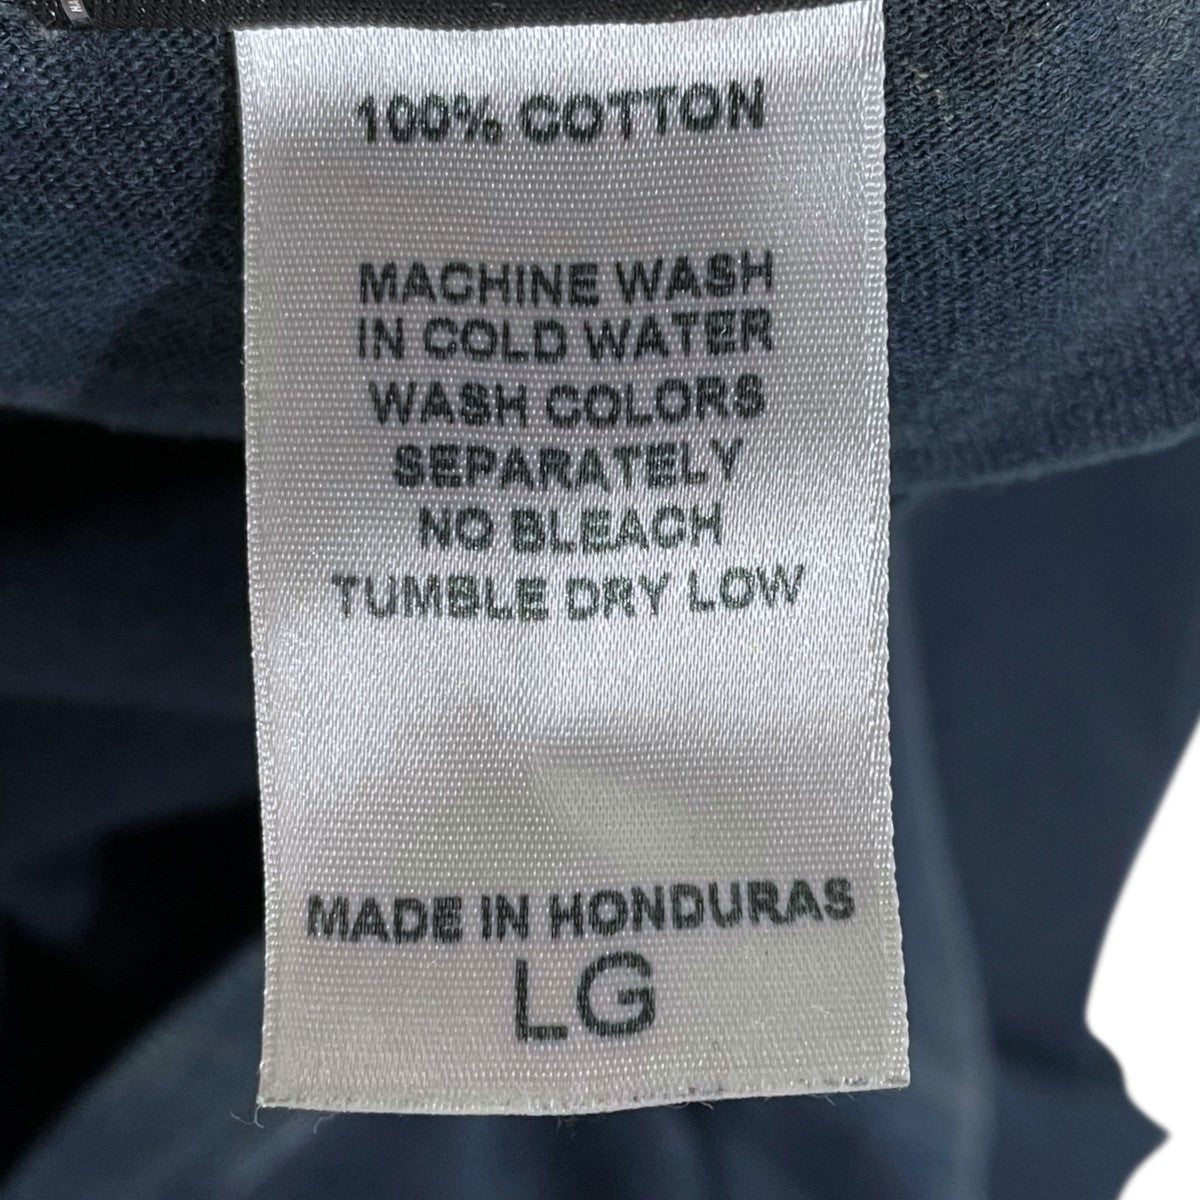 100% COTTON
MACHINE WASH
IN COLD WATER
WASH COLORS
SEPARATELY
NO BLEACH
TUMBLE DRY LOW
MADE IN HONDURAS
LG